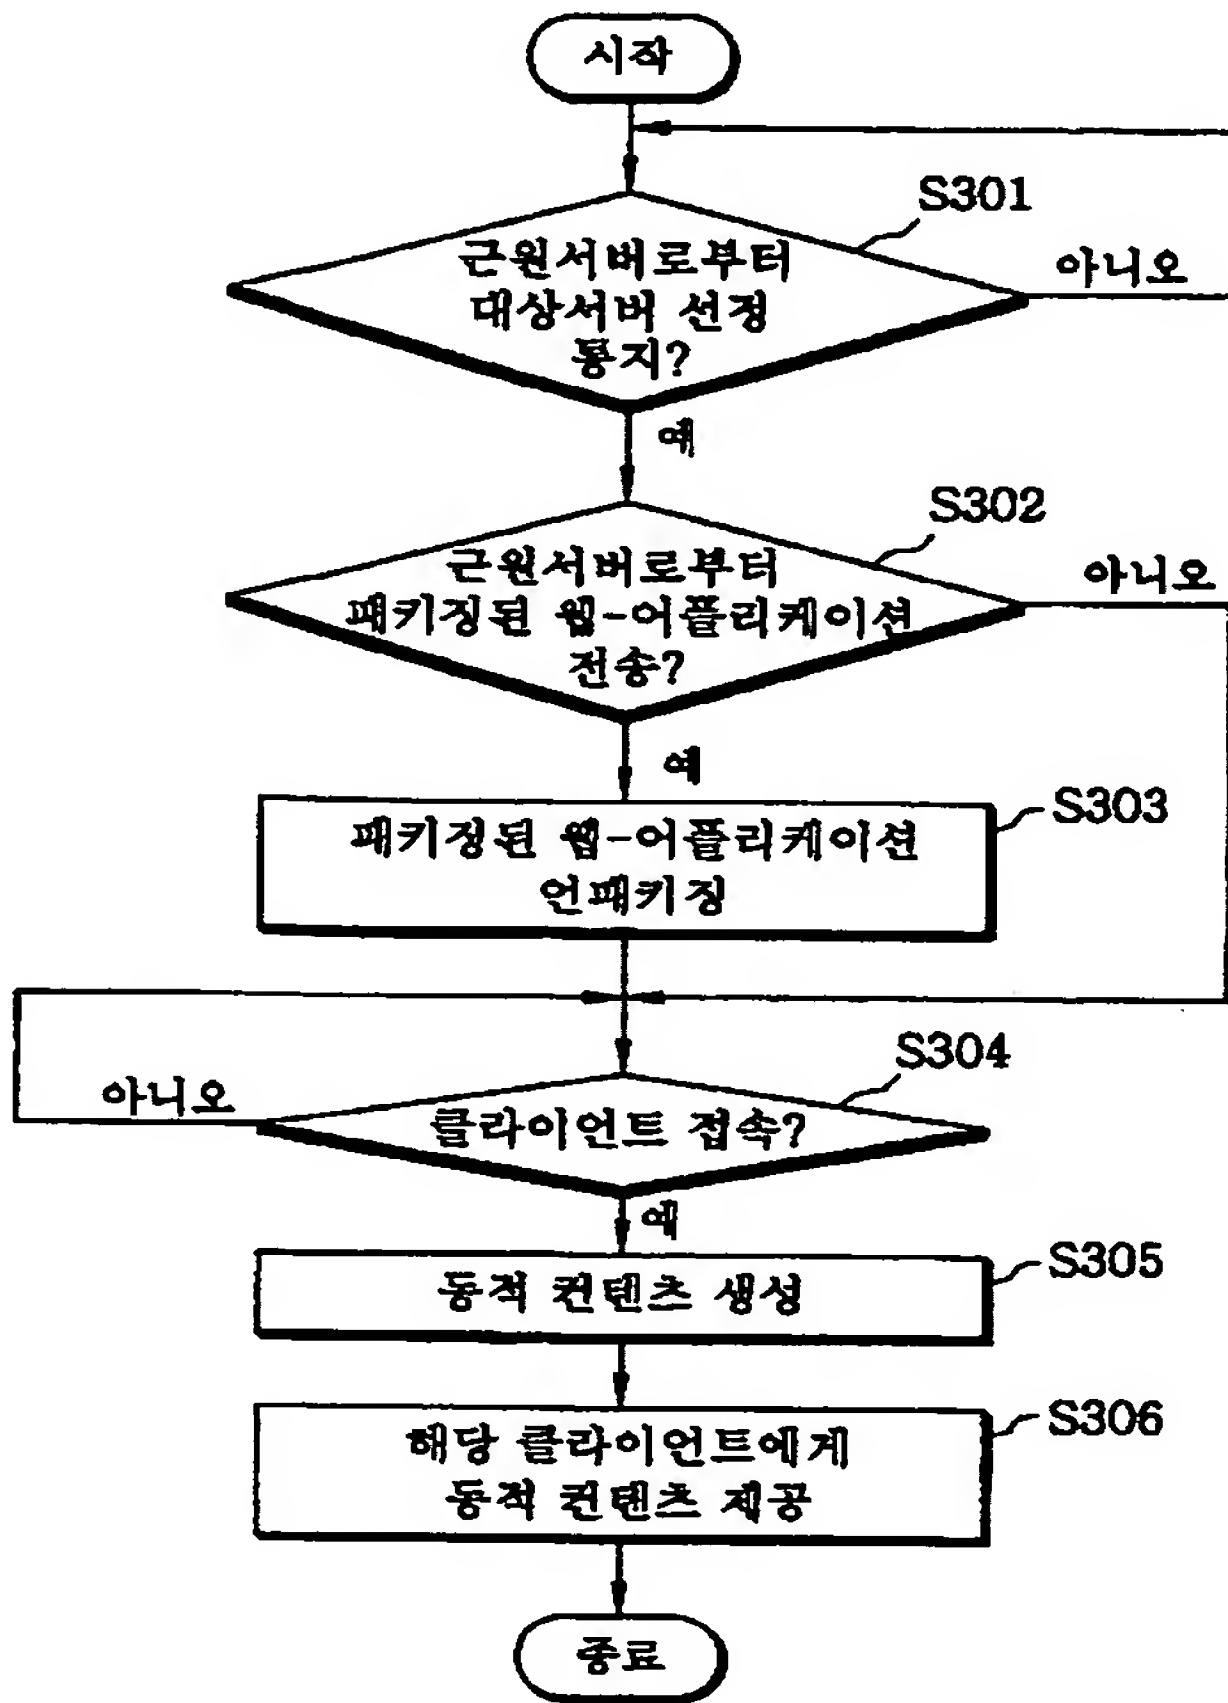 시작
S301
근원서버로부터
대상서버 선정
통지?
아니오
예
S302
근원서버로부터
패키징된 웹-어플리케이션
전송?
아니오
예
S303
패키징된 웹-어플리케이션
언패키징
S304
아니오
클라이언트 접속?
예
S305
동적 컨텐츠 생성
S306
해당 클라이언트에게
동적 컨텐츠 제공
종료